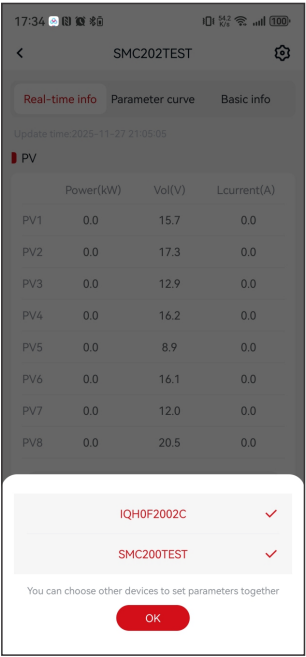 17:34 54.2 K/s 100
SMC202TEST
Real-time info Parameter curve Basic info
Update time:2025-11-27 21:05:05
PV
Power(kW) Vol(V) Lcurrent(A)
PV1 0.0 15.7 0.0
PV2 0.0 17.3 0.0
PV3 0.0 12.9 0.0
PV4 0.0 16.2 0.0
PV5 0.0 8.9 0.0
PV6 0.0 16.1 0.0
PV7 0.0 12.0 0.0
PV8 0.0 20.5 0.0
IQH0F2002C
SMC200TEST
You can choose other devices to set parameters together
OK